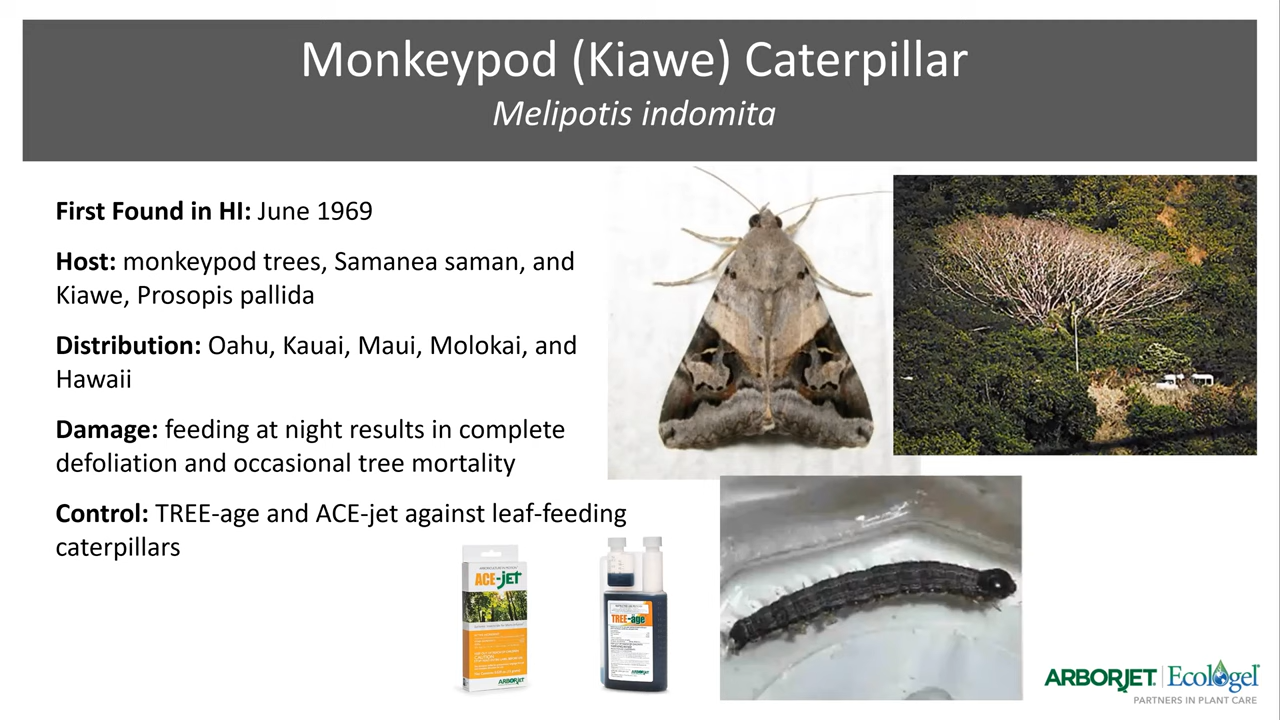 Monkeypod (Kiawe) Caterpillar
Melipotis indomita
First Found in HI: June 1969
Host: monkeypod trees, Samanea saman, and
Kiawe, Prosopis pallida
Distribution: Oahu, Kauai, Maui, Molokai, and
Hawaii
Damage: feeding at night results in complete
defoliation and occasional tree mortality
Control: TREE-age and ACE-jet against leaf-feeding
caterpillars
ACE-jet
CAUTION
ARBORJET
TREE-äge
ARBORJET
ARBORJET Ecologel
PARTNERS IN PLANT CARE